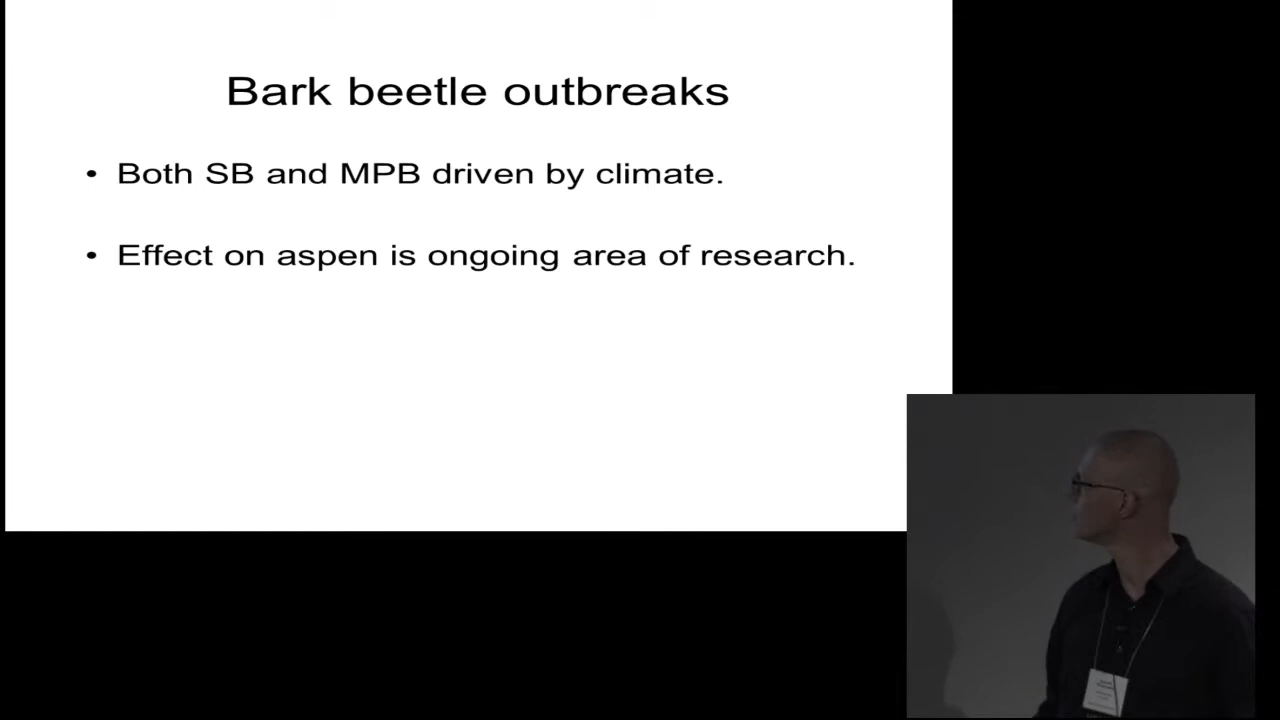 Bark beetle outbreaks
• Both SB and MPB driven by climate.
• Effect on aspen is ongoing area of research.